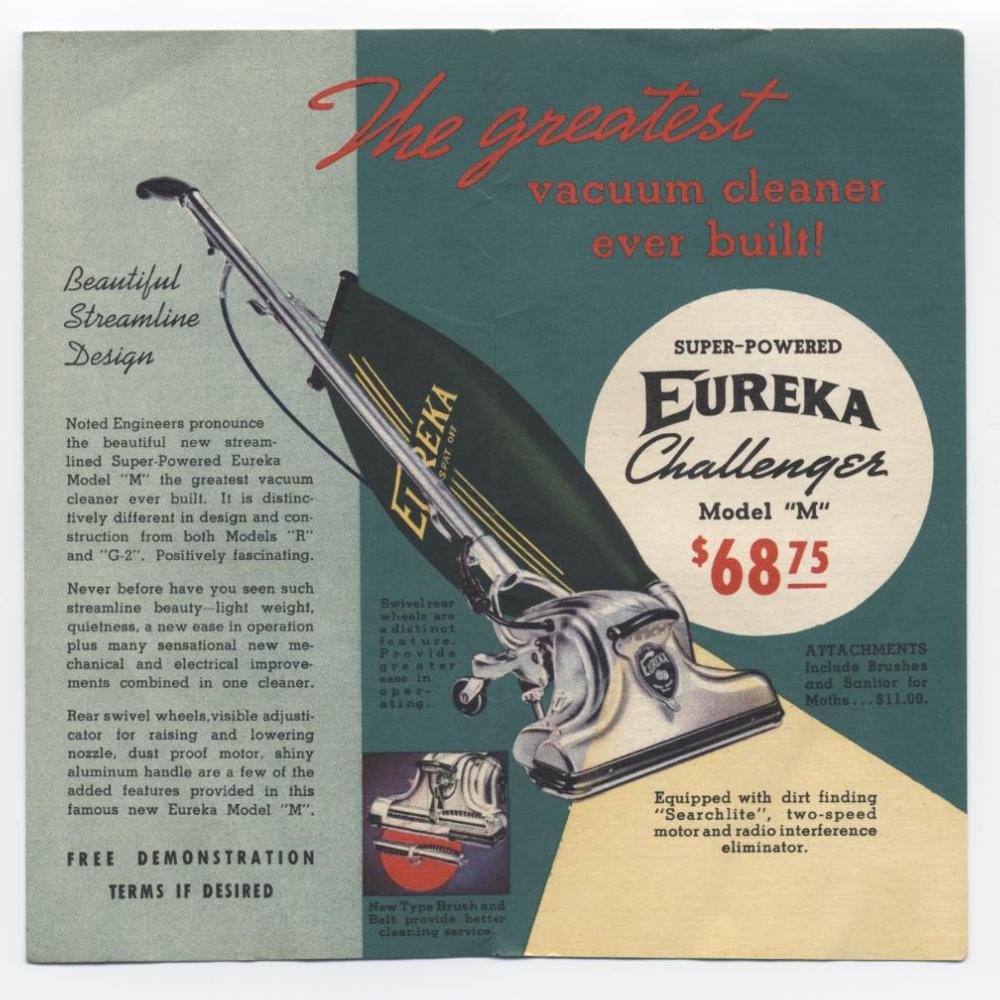 The greatest
vacuum cleaner
ever built!
Beautiful
Streamline
Design
Noted Engineers pronounce
the beautiful new stream-
lined Super-Powered Eureka
Model "M" the greatest vacuum
cleaner ever built. It is distinc-
tively different in design and con-
struction from both Models "R"
and "G-2". Positively fascinating.
Never before have you seen such
streamline beauty—light weight,
quietness, a new ease in operation
plus many sensational new me-
chanical and electrical improve-
ments combined in one cleaner.
Rear swivel wheels,visible adjusti-
cator for raising and lowering
nozzle, dust proof motor, shiny
aluminum handle are a few of the
added features provided in this
famous new Eureka Model "M".
FREE DEMONSTRATION
TERMS IF DESIRED
EUREKA
S PAT. OFF.
SUPER-POWERED
EUREKA
Challenger
Model "M"
$68 75
Swivel rear
wheels are
a distinct
feature.
Provide
greater
ease in
oper-
ating.
EUREKA
ATTACHMENTS
Include Brushes
and Sanitor for
Moths...$11.00.
Equipped with dirt finding
"Searchlite", two-speed
motor and radio interference
eliminator.
New Type Brush and
Belt provide better
cleaning service.